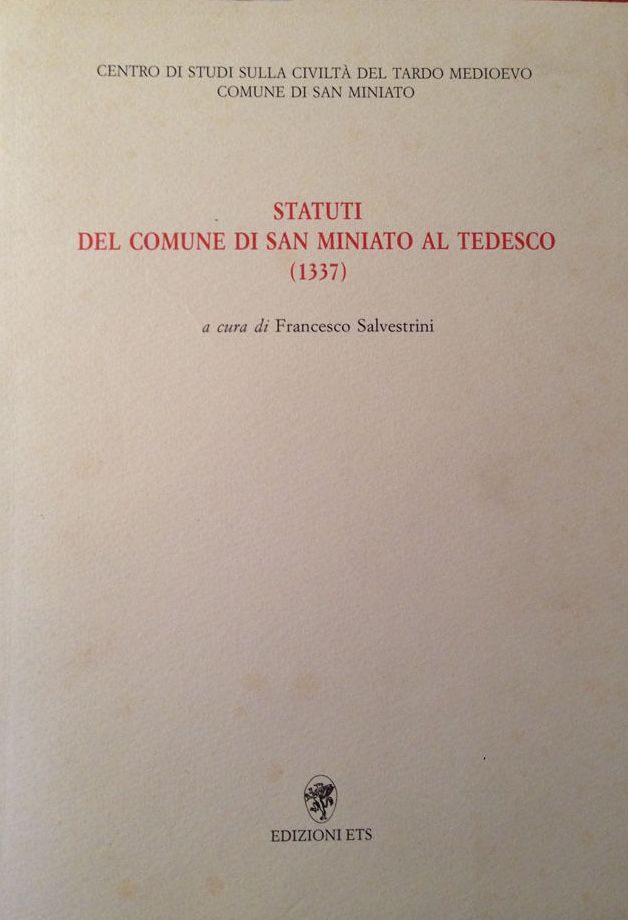 CENTRO DI STUDI SULLA CIVILTÀ DEL TARDO MEDIOEVO
COMUNE DI SAN MINIATO
STATUTI
DEL COMUNE DI SAN MINIATO AL TEDESCO
(1337)
a cura di Francesco Salvestrini
EDIZIONI ETS